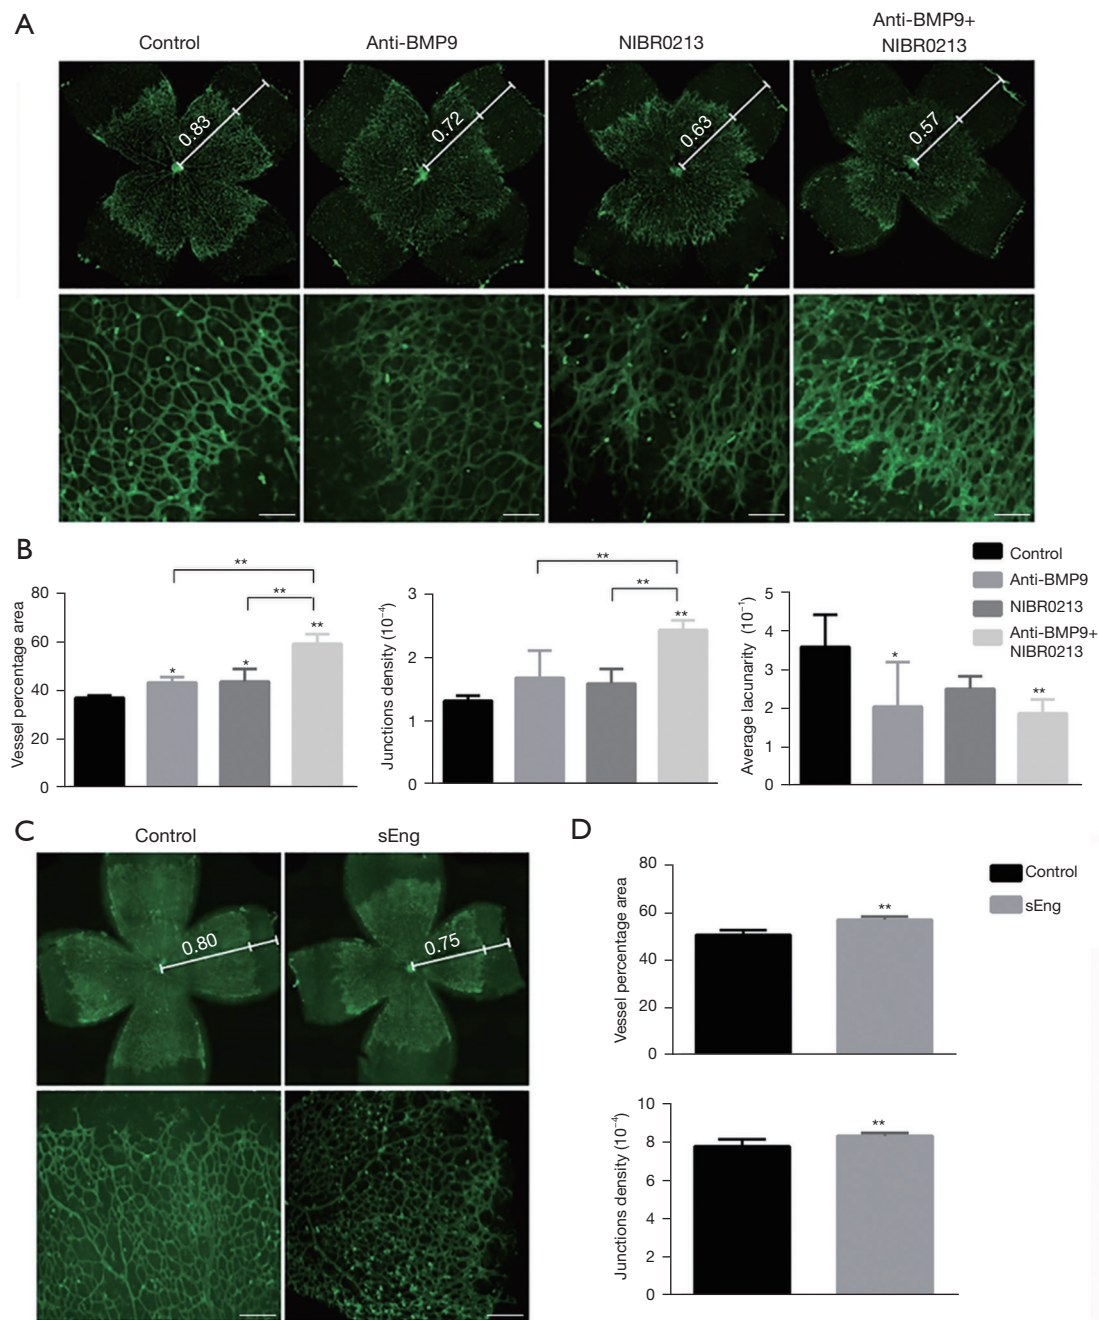 A
Control
Anti-BMP9
NIBR0213
Anti-BMP9+
NIBR0213
0.83
0.72
0.63
0.57
B
Vessel percentage area
80
60
40
20
0
**
**
*
*
**
Junctions density (10⁻⁴)
3
2
1
0
**
**
**
Average lacunarity (10⁻¹)
5
4
3
2
1
0
*
**
Control
Anti-BMP9
NIBR0213
Anti-BMP9+
NIBR0213
C
Control
sEng
0.80
0.75
D
Vessel percentage area
80
60
40
20
0
**
Control
sEng
Junctions density (10⁻⁴)
10
8
6
4
2
0
**